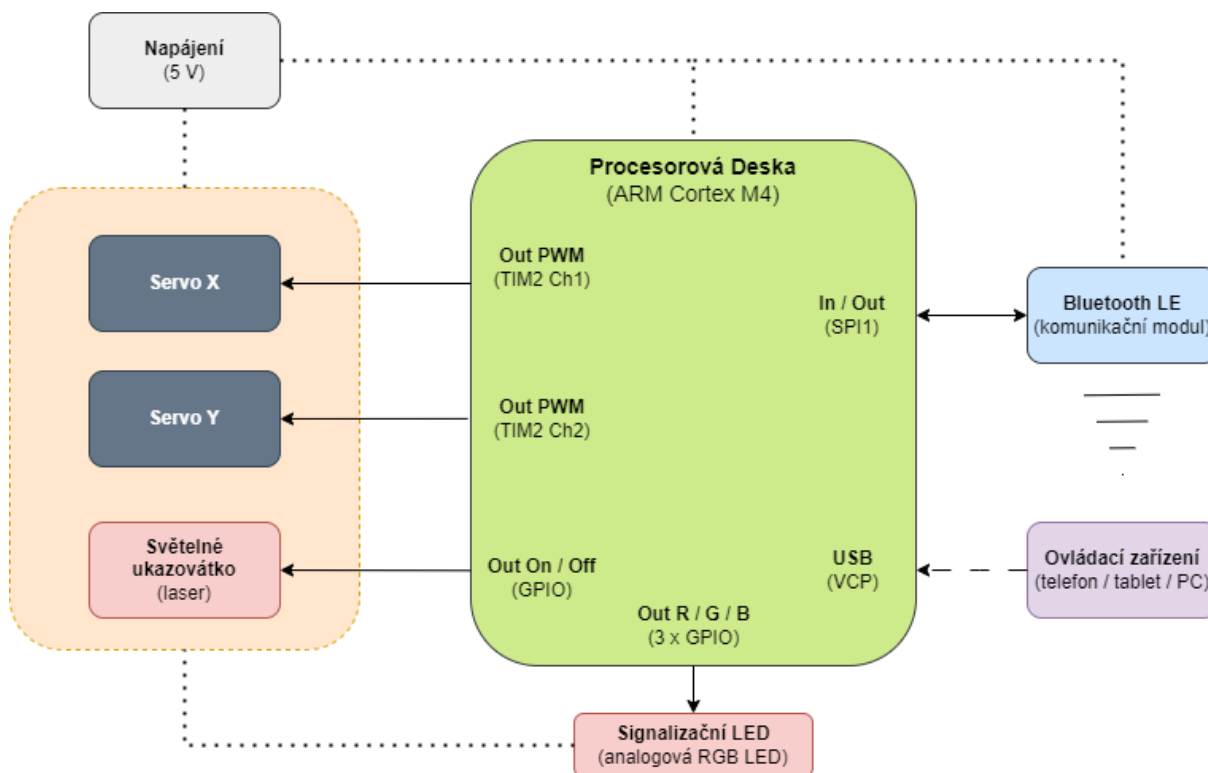 Napájení
(5 V)
Procesorová Deska
(ARM Cortex M4)
Servo X
Out PWM
(TIM2 Ch1)
In / Out
(SPI1)
Bluetooth LE
(komunikační modul)
Servo Y
Out PWM
(TIM2 Ch2)
Světelné
ukazovátko
(laser)
Out On / Off
(GPIO)
USB
(VCP)
Ovládací zařízení
(telefon / tablet / PC)
Out R / G / B
(3 x GPIO)
Signalizační LED
(analogová RGB LED)